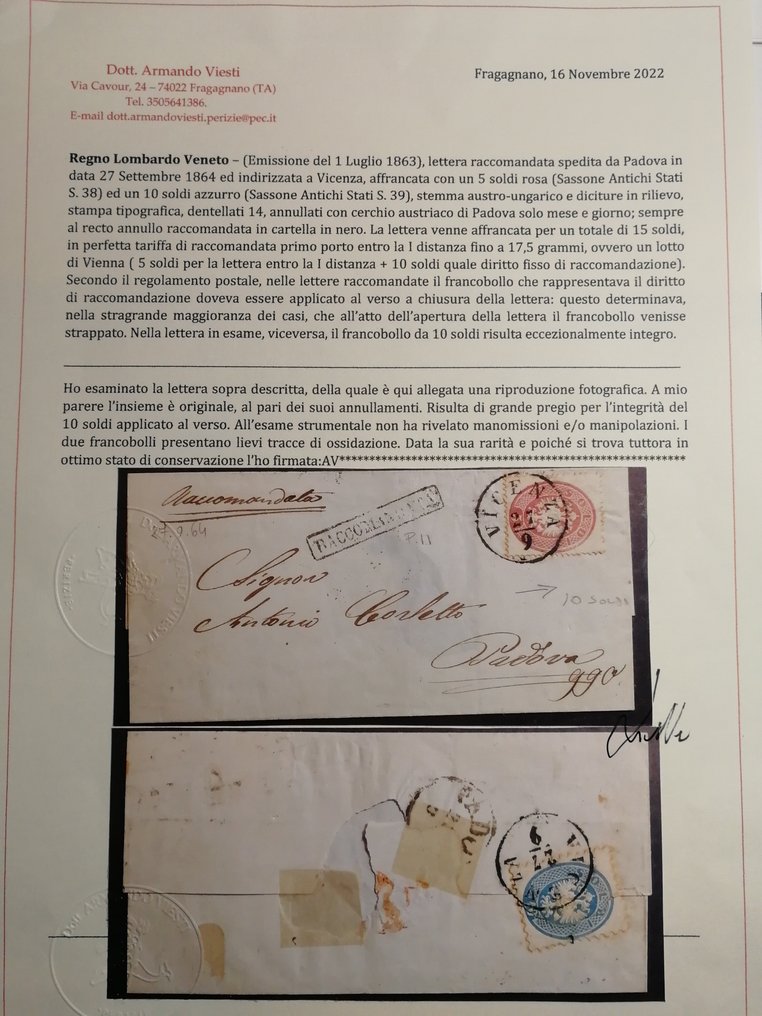 Dott. Armando Viesti
Via Cavour, 24 – 74022 Fragagnano (TA)
Tel. 3505641386.
E-mail dott.armandoviesti.perizie@pec.it
Fragagnano, 16 Novembre 2022
Regno Lombardo Veneto – (Emissione del 1 Luglio 1863), lettera raccomandata spedita da Padova in
data 27 Settembre 1864 ed indirizzata a Vicenza, affrancata con un 5 soldi rosa (Sassone Antichi Stati
S. 38) ed un 10 soldi azzurro (Sassone Antichi Stati S. 39), stemma austro-ungarico e diciture in rilievo,
stampa tipografica, dentellati 14, annullati con cerchio austriaco di Padova solo mese e giorno; sempre
al recto annullo raccomandata in cartella in nero. La lettera venne affrancata per un totale di 15 soldi,
in perfetta tariffa di raccomandata primo porto entro la I distanza fino a 17,5 grammi, ovvero un lotto
di Vienna ( 5 soldi per la lettera entro la I distanza + 10 soldi quale diritto fisso di raccomandazione).
Secondo il regolamento postale, nelle lettere raccomandate il francobollo che rappresentava il diritto
di raccomandazione doveva essere applicato al verso a chiusura della lettera: questo determinava,
nella stragrande maggioranza dei casi, che all'atto dell'apertura della lettera il francobollo venisse
strappato. Nella lettera in esame, viceversa, il francobollo da 10 soldi risulta eccezionalmente integro.
Ho esaminato la lettera sopra descritta, della quale è qui allegata una riproduzione fotografica. A mio
parere l'insieme è originale, al pari dei suoi annullamenti. Risulta di grande pregio per l'integrità del
10 soldi applicato al verso. All'esame strumentale non ha rivelato manomissioni e/o manipolazioni. I
due francobolli presentano lievi tracce di ossidazione. Data la sua rarità e poiché si trova tuttora in
ottimo stato di conservazione l'ho firmata:AV****************************************************
Raccomandata
27.9.64
RACCOMANDATA
P.11
VICENZA
27
9
Signor
Antonio Corletto
10 SOLDI
Padova
PADO
VICENZA
27
9